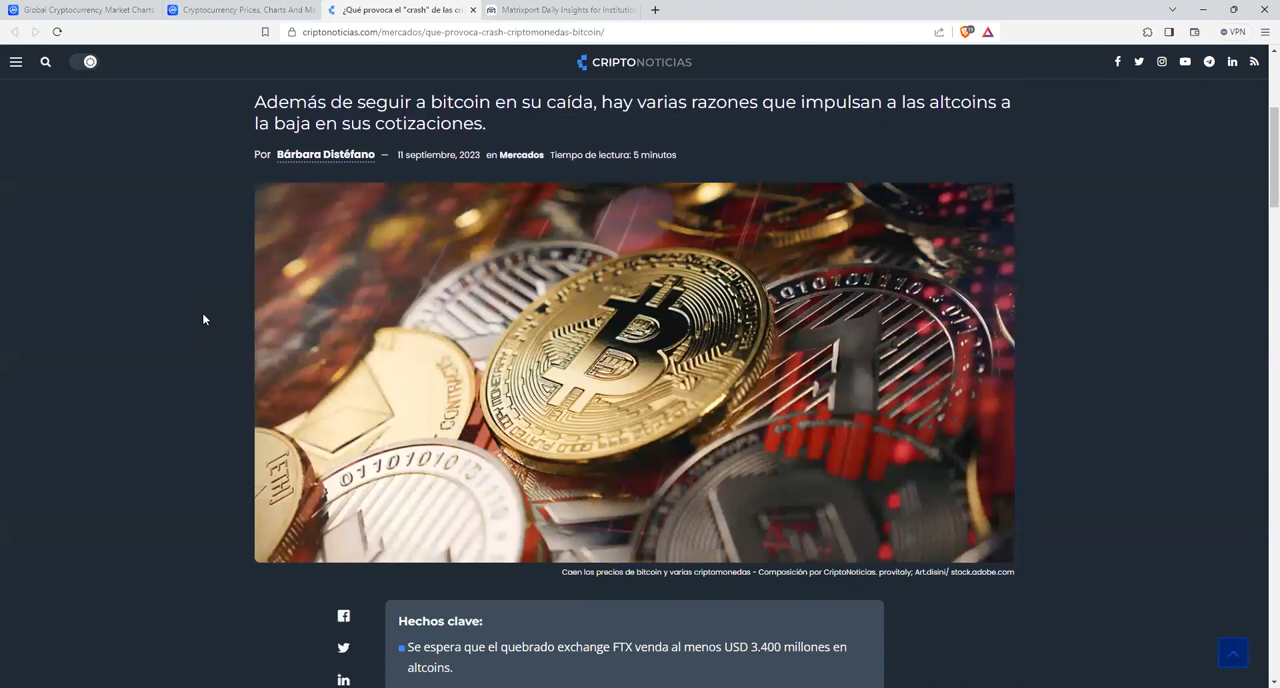 Global Cryptocurrency Market Charts
Cryptocurrency Prices, Charts And Ma
¿Qué provoca el "crash" de las cri
Matrixport Daily Insights for Institutio
criptonoticias.com/mercados/que-provoca-crash-criptomonedas-bitcoin/
VPN
CRIPTONOTICIAS
Además de seguir a bitcoin en su caída, hay varias razones que impulsan a las altcoins a
la baja en sus cotizaciones.
Por Bárbara Distéfano — 11 septiembre, 2023 en Mercados Tiempo de lectura: 5 minutos
Caen los precios de bitcoin y varias criptomonedas - Composición por CriptoNoticias. provitaly; Art.disini/ stock.adobe.com
Hechos clave:
Se espera que el quebrado exchange FTX venda al menos USD 3.400 millones en
altcoins.